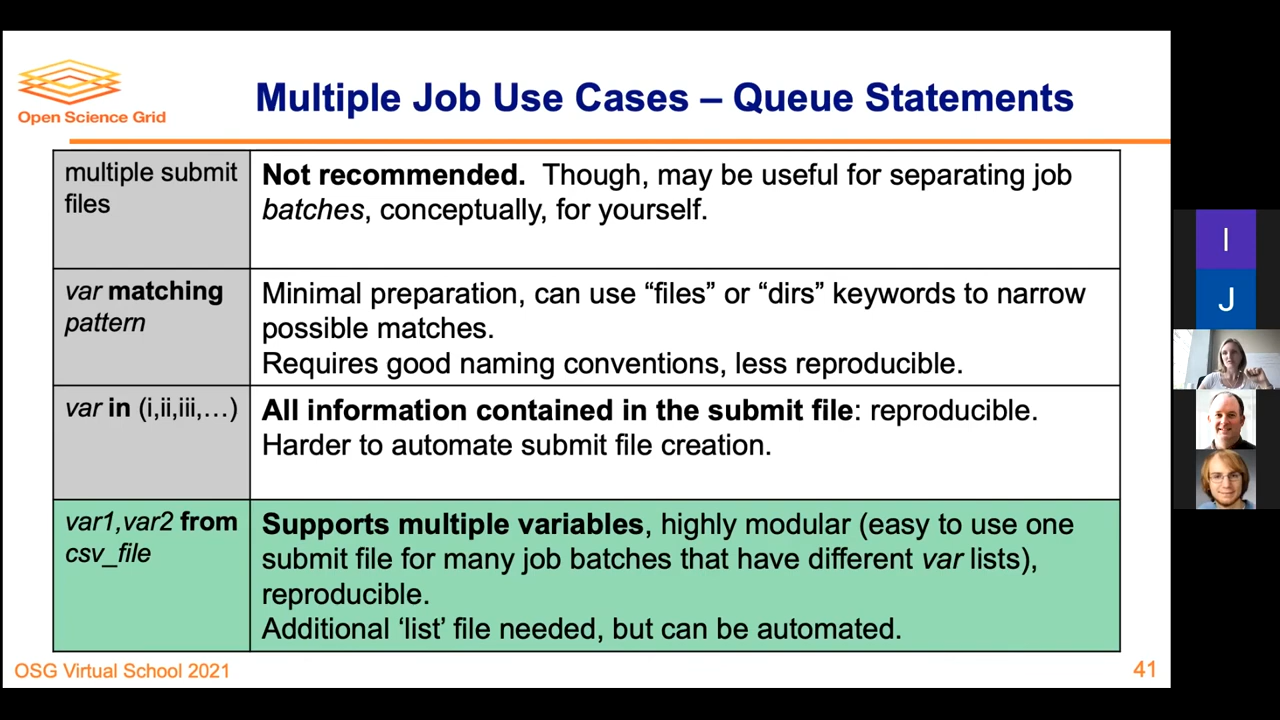 Open Science Grid
Multiple Job Use Cases – Queue Statements
multiple submit
files
Not recommended. Though, may be useful for separating job
batches, conceptually, for yourself.
var matching
pattern
Minimal preparation, can use “files” or “dirs” keywords to narrow
possible matches.
Requires good naming conventions, less reproducible.
var in (i,ii,iii,…)
All information contained in the submit file: reproducible.
Harder to automate submit file creation.
var1,var2 from
csv_file
Supports multiple variables, highly modular (easy to use one
submit file for many job batches that have different var lists),
reproducible.
Additional ‘list’ file needed, but can be automated.
OSG Virtual School 2021
41
I
J